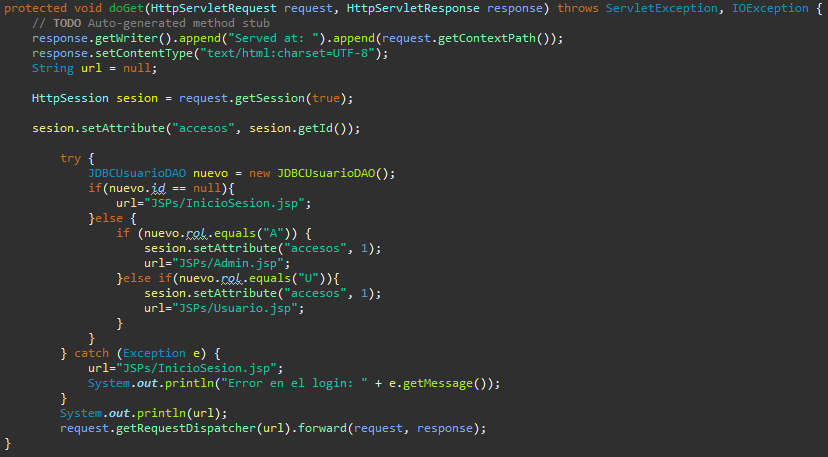 protected void doGet(HttpServletRequest request, HttpServletResponse response) throws ServletException, IOException {
// TODO Auto-generated method stub
response.getWriter().append("Served at: ").append(request.getContextPath());
response.setContentType("text/html:charset=UTF-8");
String url = null;
HttpSession sesion = request.getSession(true);
sesion.setAttribute("accesos", sesion.getId());
try {
JDBCUsuarioDAO nuevo = new JDBCUsuarioDAO();
if(nuevo.id == null){
url="JSPs/InicioSesion.jsp";
}else {
if (nuevo.rol.equals("A")) {
sesion.setAttribute("accesos", 1);
url="JSPs/Admin.jsp";
}else if(nuevo.rol.equals("U")){
sesion.setAttribute("accesos", 1);
url="JSPs/Usuario.jsp";
}
}
} catch (Exception e) {
url="JSPs/InicioSesion.jsp";
System.out.println("Error en el login: " + e.getMessage());
}
System.out.println(url);
request.getRequestDispatcher(url).forward(request, response);
}